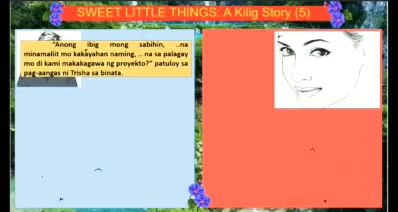 SWEET LITTLE THINGS: A Kilig Story (5)
"Anong ibig mong sabihin, ..na
minamaliit mo kakayahan naming, .. na sa palagay
mo di kami makakagawa ng proyekto?" patuloy sa
pag-aangas ni Trisha sa binata.